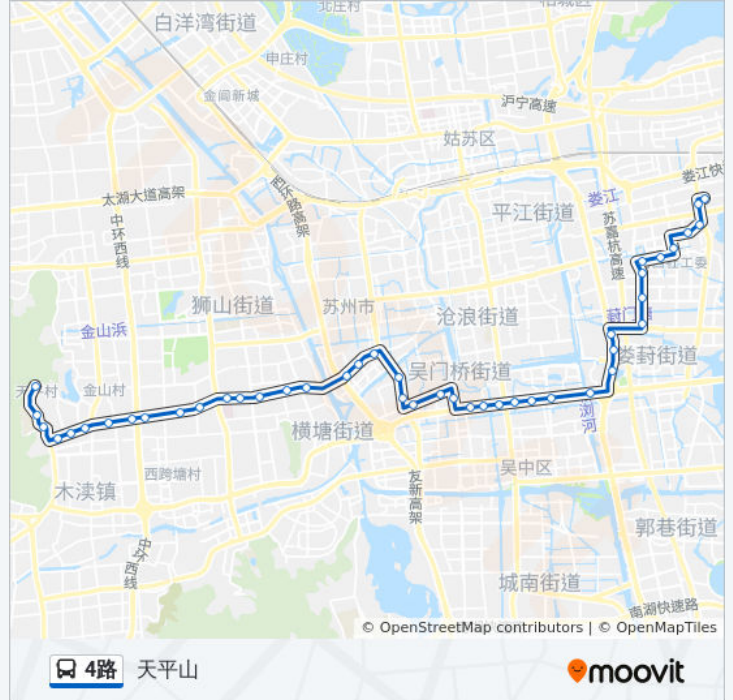 北庄村
白洋湾街道
申庄村
金阊新城
沪宁高速
姑苏区
娄江快
太湖大道高架
西环路高架
娄江
平江街道
中环西线
苏嘉杭高速
狮山街道
苏州市
沧浪街道
金山浜
娄葑街道
吴门桥街道
金山村
横塘街道
吴中区
西跨塘村
木渎镇
友新高架
郭巷街道
中环西线
城南街道
南湖快速路
© OpenStreetMap contributors | © OpenMapTiles
4路 天平山
moovit